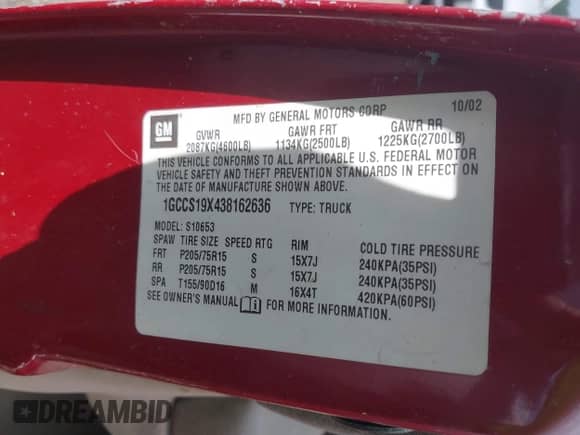 GM
MFD BY GENERAL MOTORS CORP 10/02
GVWR GAWR FRT GAWR RR
2087KG(4600LB) 1134KG(2500LB) 1225KG(2700LB)
THIS VEHICLE CONFORMS TO ALL APPLICABLE U.S. FEDERAL MOTOR
VEHICLE SAFETY AND THEFT PREVENTION STANDARDS IN EFFECT ON
THE DATE OF MANUFACTURE SHOWN ABOVE.
1GCCS19X438162636 TYPE: TRUCK
MODEL: S10653
SPAW TIRE SIZE SPEED RTG RIM COLD TIRE PRESSURE
FRT P205/75R15 S 15X7J 240KPA(35PSI)
RR P205/75R15 S 15X7J 240KPA(35PSI)
SPA T155/90D16 M 16X4T 420KPA(60PSI)
SEE OWNER'S MANUAL FOR MORE INFORMATION.
DREAMBID